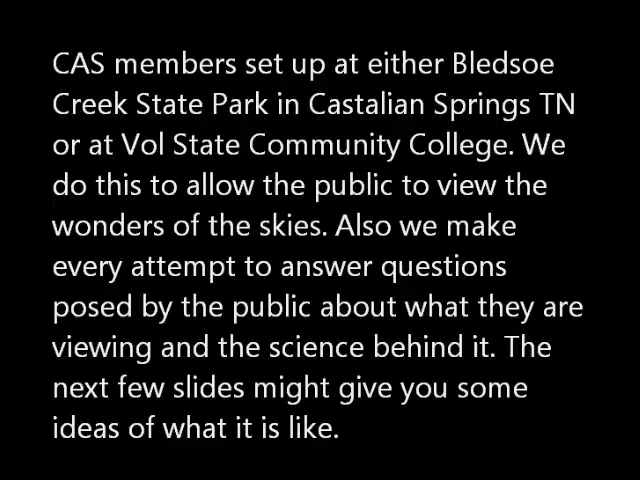 CAS members set up at either Bledsoe
Creek State Park in Castalian Springs TN
or at Vol State Community College. We
do this to allow the public to view the
wonders of the skies. Also we make
every attempt to answer questions
posed by the public about what they are
viewing and the science behind it. The
next few slides might give you some
ideas of what it is like.